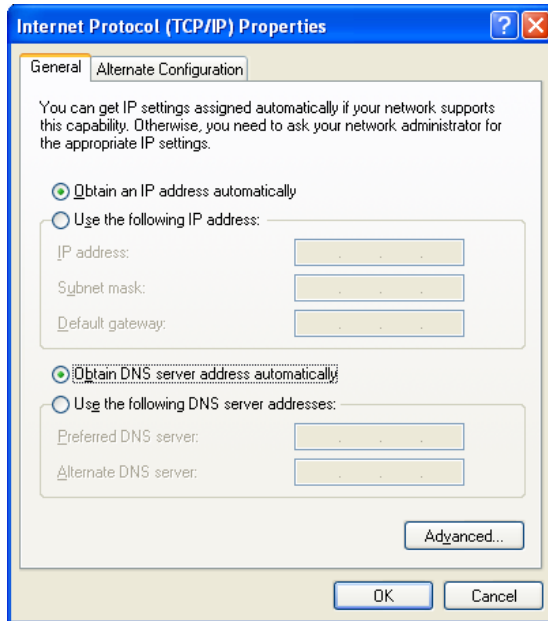 Internet Protocol (TCP/IP) Properties
General
Alternate Configuration
You can get IP settings assigned automatically if your network supports
this capability. Otherwise, you need to ask your network administrator for
the appropriate IP settings.
Obtain an IP address automatically
Use the following IP address:
IP address:
Subnet mask:
Default gateway:
Obtain DNS server address automatically
Use the following DNS server addresses:
Preferred DNS server:
Alternate DNS server:
Advanced...
OK
Cancel